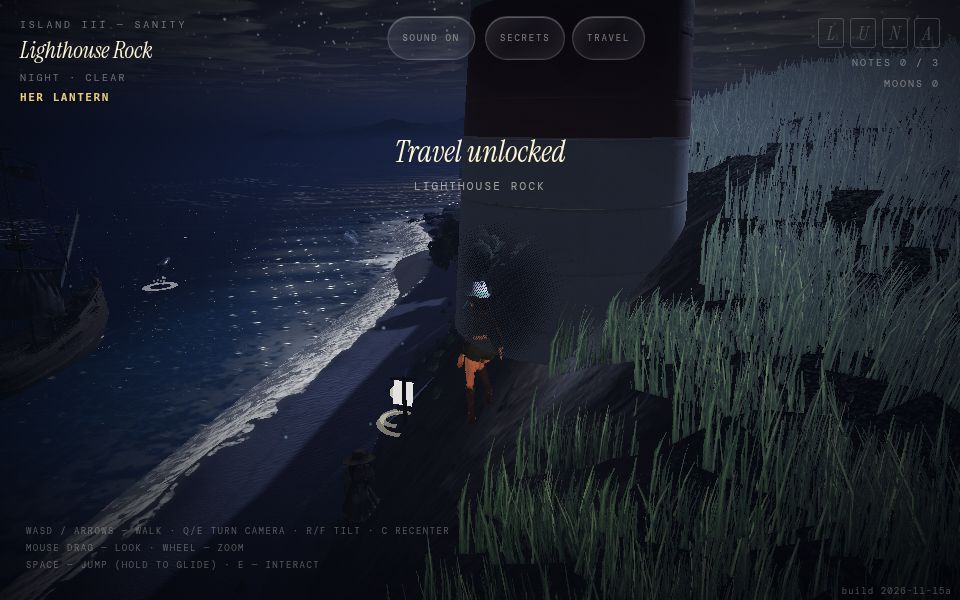 ISLAND III — SANITY
Lighthouse Rock
NIGHT · CLEAR
HER LANTERN
SOUND ON
SECRETS
TRAVEL
L U N A
NOTES 0 / 3
MOONS 0
Travel unlocked
LIGHTHOUSE ROCK
WASD / ARROWS — WALK · Q/E TURN CAMERA · R/F TILT · C RECENTER
MOUSE DRAG — LOOK · WHEEL — ZOOM
SPACE — JUMP (HOLD TO GLIDE) · E — INTERACT
build 2026-11-15a